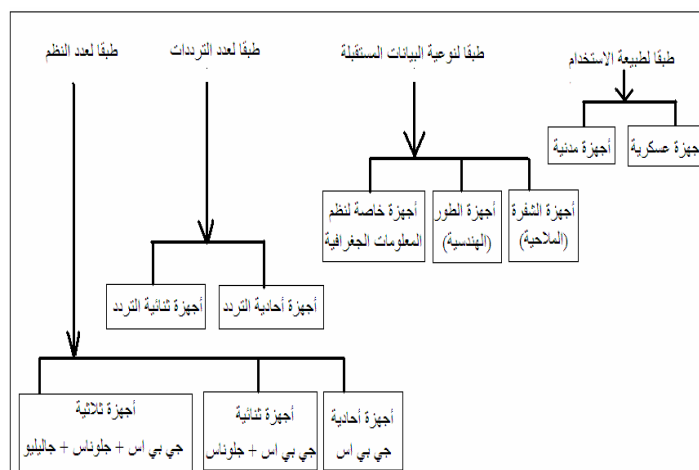 طبقا لطبيعة الاستخدام
طبقا لنوعية البيانات المستقبلة
طبقا لعدد الترددات
طبقا لعدد النظم
جهزة عسكرية
أجهزة مدنية
أجهزة الشفرة
(الملاحية)
أجهزة الطور
(الهندسية)
أجهزة خاصة لنظم
المعلومات الجغرافية
أجهزة أحادية التردد
أجهزة ثنائية التردد
أجهزة أحادية
جي بي اس
أجهزة ثنائية
جي بي اس + جلوناس
أجهزة ثلاثية
جي بي اس + جلوناس + جاليليو